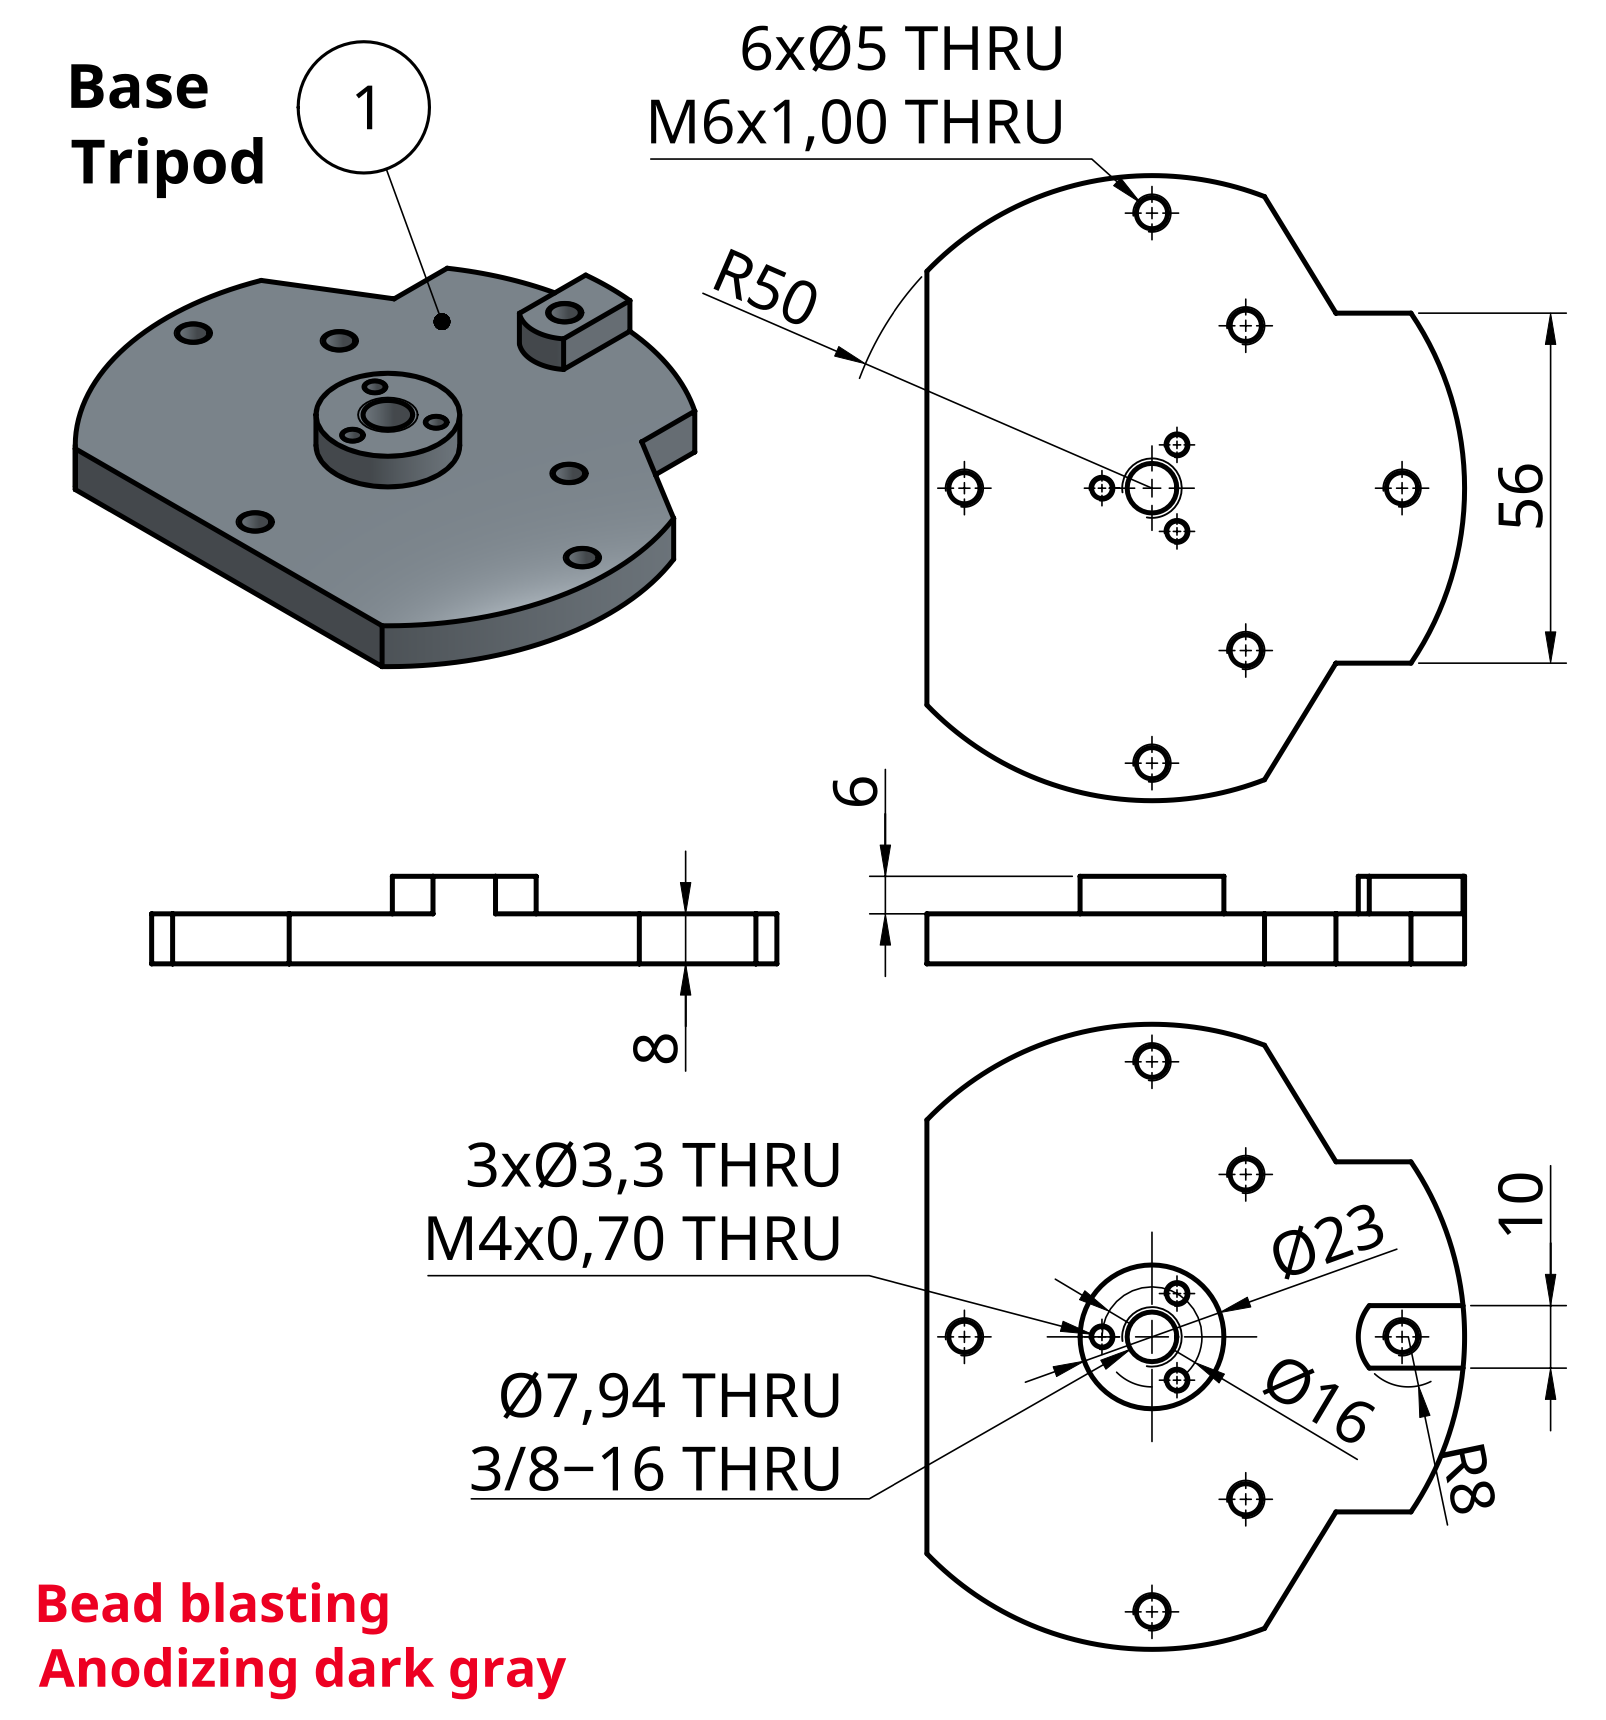 Base
Tripod
1
6xØ5 THRU
M6x1,00 THRU
R50
56
6
8
3xØ3,3 THRU
M4x0,70 THRU
Ø23
10
Ø7,94 THRU
3/8−16 THRU
Ø16
R8
Bead blasting
Anodizing dark gray